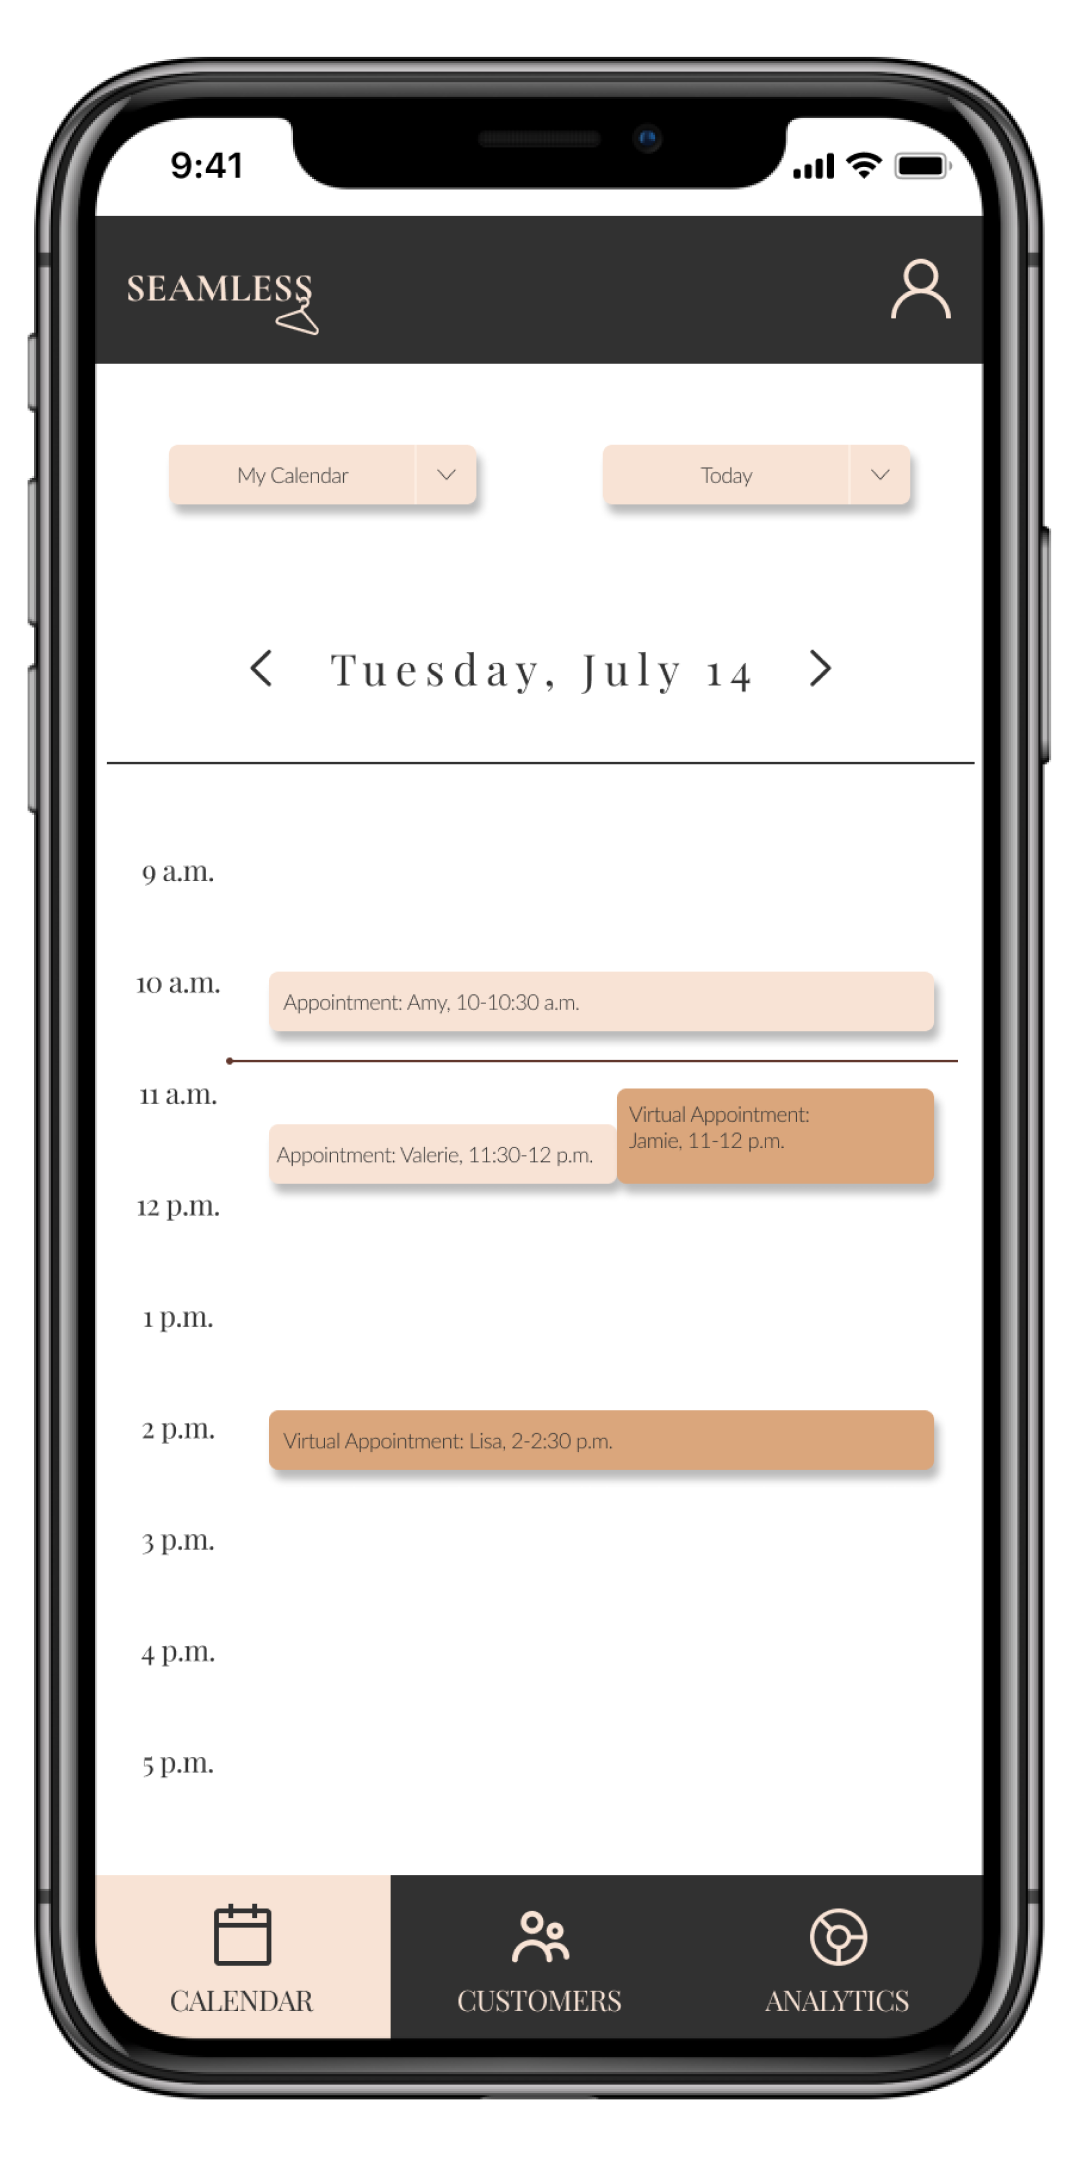 9:41
SEAMLESS
My Calendar
Today
Tuesday, July 14
9 a.m.
10 a.m.
Appointment: Amy, 10-10:30 a.m.
11 a.m.
Virtual Appointment:
Jamie, 11-12 p.m.
Appointment: Valerie, 11:30-12 p.m.
12 p.m.
1 p.m.
2 p.m.
Virtual Appointment: Lisa, 2-2:30 p.m.
3 p.m.
4 p.m.
5 p.m.
CALENDAR
CUSTOMERS
ANALYTICS